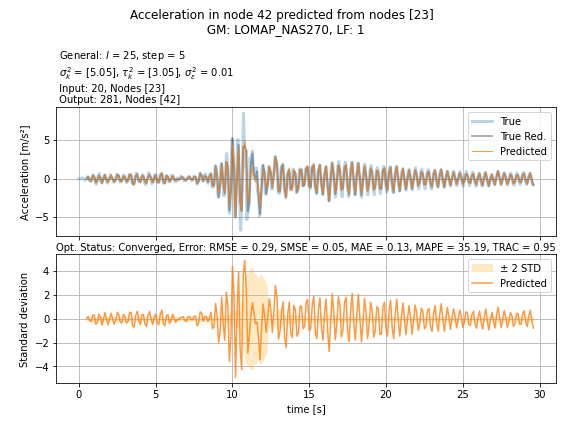 Acceleration in node 42 predicted from nodes [23]
GM: LOMAP_NAS270, LF: 1
General: l = 25, step = 5
σ²ₖ = [5.05], τ²ₖ = [3.05], σ²ε = 0.01
Input: 20, Nodes [23]
Output: 281, Nodes [42]
Acceleration [m/s²]
5
0
−5
True
True Red.
Predicted
Opt. Status: Converged, Error: RMSE = 0.29, SMSE = 0.05, MAE = 0.13, MAPE = 35.19, TRAC = 0.95
Standard deviation
4
2
0
−2
−4
± 2 STD
Predicted
0 5 10 15 20 25 30
time [s]